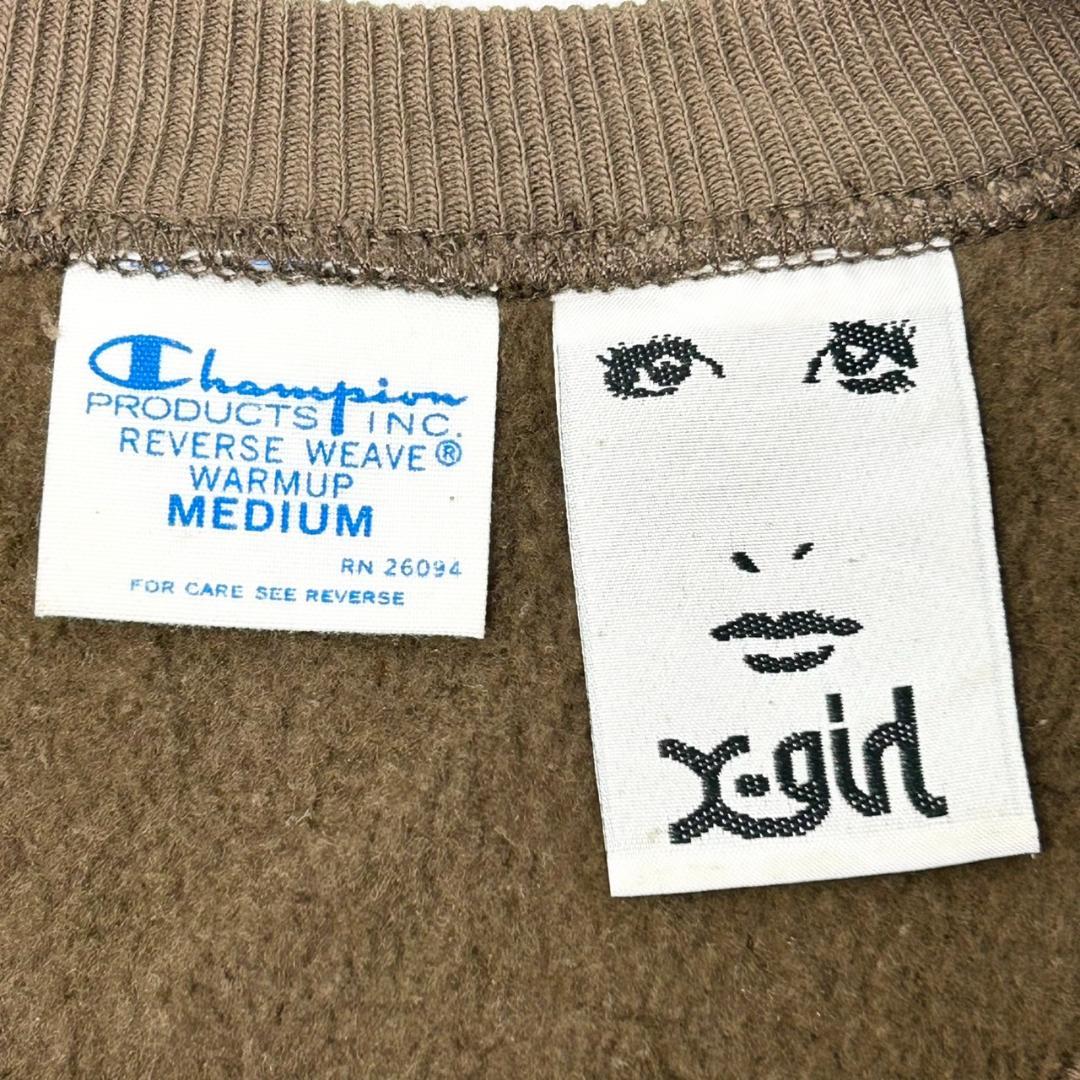 Champion
PRODUCTS INC.
REVERSE WEAVE®
WARMUP
MEDIUM
RN 26094
FOR CARE SEE REVERSE
X-girl